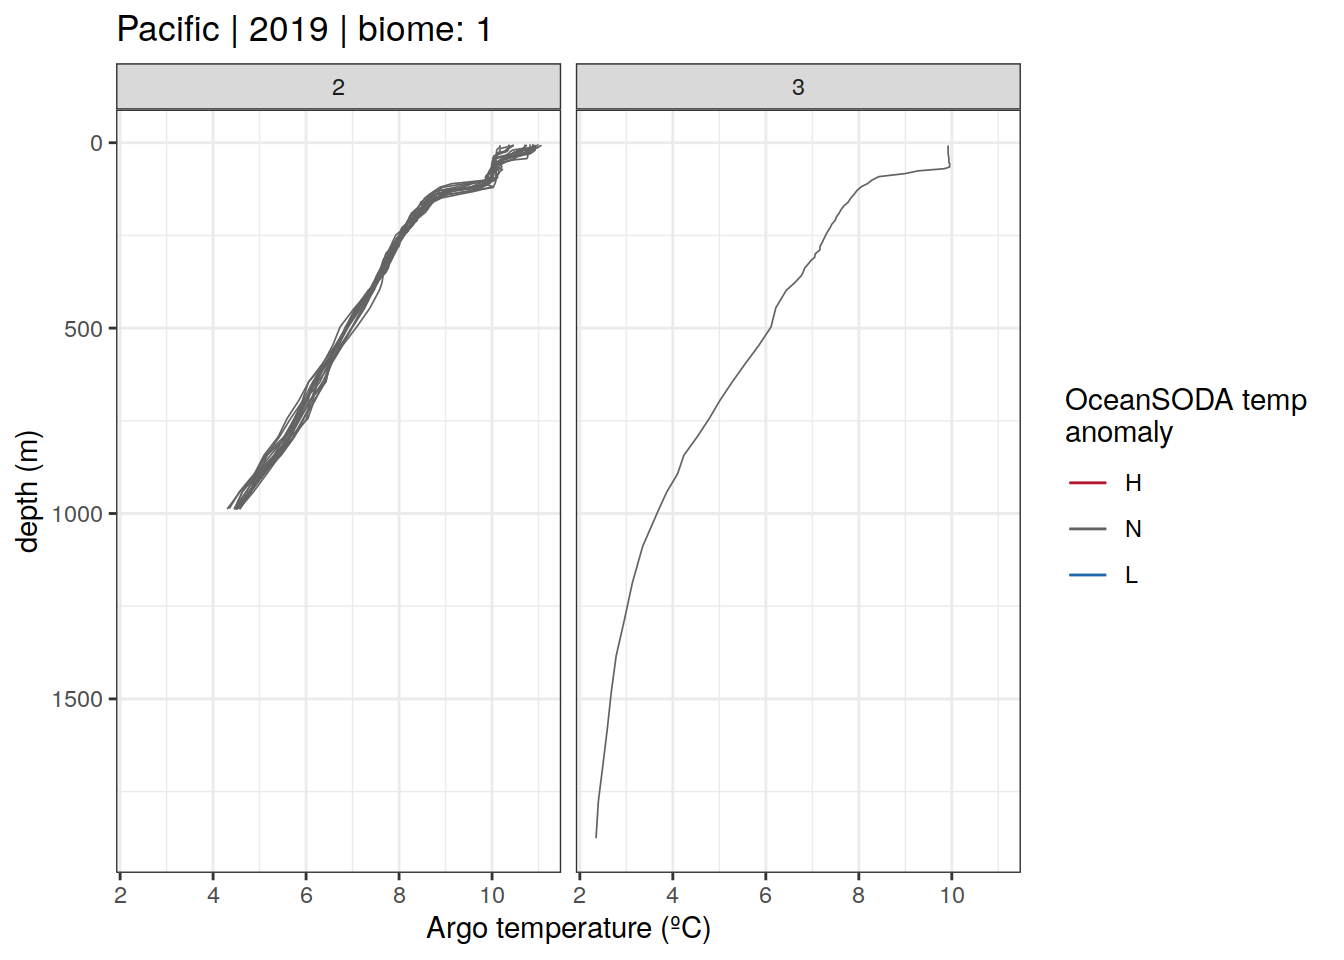 Pacific | 2019 | biome: 1
2
3
0
500
1000
1500
depth (m)
2
4
6
8
10
2
4
6
8
10
Argo temperature (ºC)
OceanSODA temp
anomaly
H
N
L